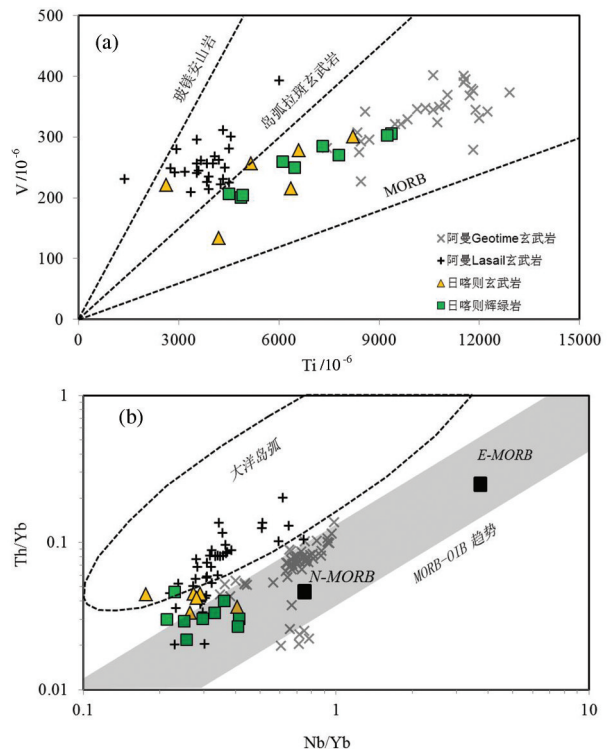 (a)
500
400
300
200
100
0
V/10⁻⁶
玻镁安山岩
岛弧拉斑玄武岩
MORB
阿曼Geotime玄武岩
阿曼Lasail玄武岩
日喀则玄武岩
日喀则辉绿岩
0 3000 6000 9000 12000 15000
Ti/10⁻⁶
(b)
1
0.1
0.01
Th/Yb
大洋岛弧
E-MORB
N-MORB
MORB-OIB 趋势
0.1 1 10
Nb/Yb